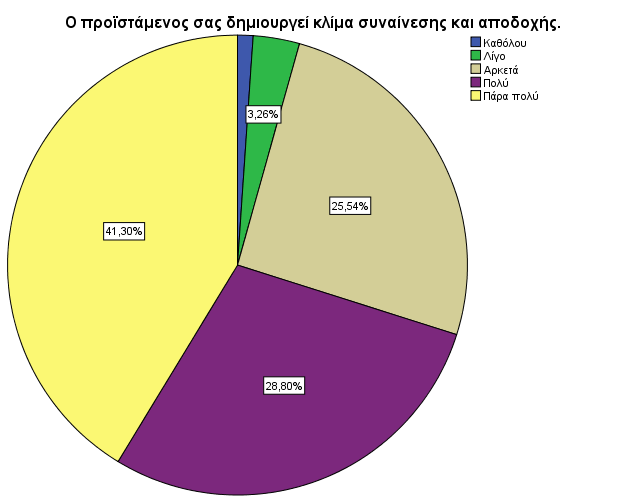 Ο προϊστάμενος σας δημιουργεί κλίμα συναίνεσης και αποδοχής.
Καθόλου
Λίγο
Αρκετά
Πολύ
Πάρα πολύ
3,26%
25,54%
41,30%
28,80%